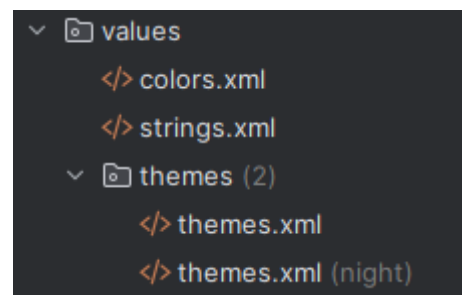 values
</> colors.xml
</> strings.xml
themes (2)
</> themes.xml
</> themes.xml (night)